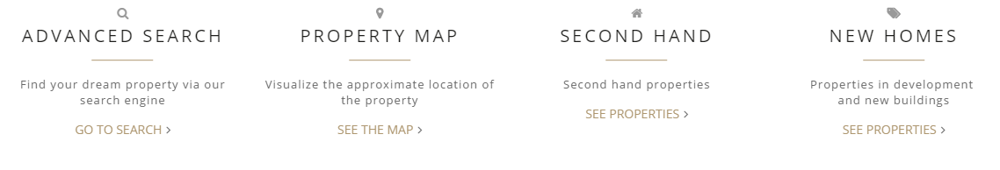 ADVANCED SEARCH
Find your dream property via our
search engine
GO TO SEARCH
PROPERTY MAP
Visualize the approximate location of
the property
SEE THE MAP
SECOND HAND
Second hand properties
SEE PROPERTIES
NEW HOMES
Properties in development
and new buildings
SEE PROPERTIES